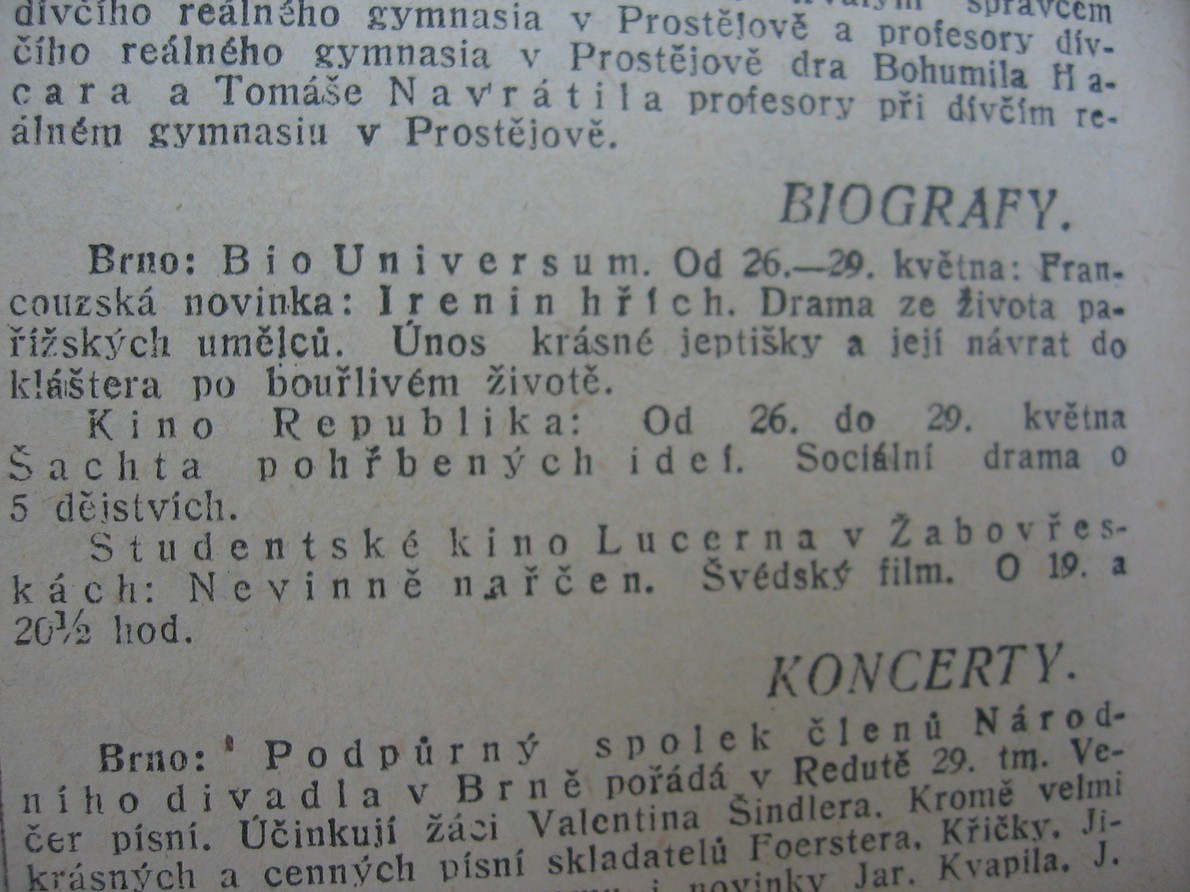 dívčího reálného gymnasia v Prostějově a profesory dív-
čího reálného gymnasia v Prostějově dra Bohumila Ha-
cara a Tomáše Navrátila profesory při dívčím re-
álném gymnasiu v Prostějově.
BIOGRAFY.
Brno: Bio Universum. Od 26.—29. května: Fran-
couzská novinka: Irenin hřích. Drama ze života pa-
řížských umělců. Únos krásné jeptišky a její návrat do
kláštera po bouřlivém životě.
Kino Republika: Od 26. do 29. května
Šachta pohřbených ideí. Sociální drama o
5 dějstvích.
Studentské kino Lucerna v Žabovřes-
kách: Nevinně nařčen. Švédský film. O 19. a
20½ hod.
KONCERTY.
Brno: Podpůrný spolek členů Národ-
ního divadla v Brně pořádá v Redutě 29. tm. Ve-
čer písní. Účinkují žáci Valentina Šindlera. Kromě velmi
krásných a cenných písní skladatelů Foerstera, Křičky, Ji-
i novinky Jar. Kvapila, J.